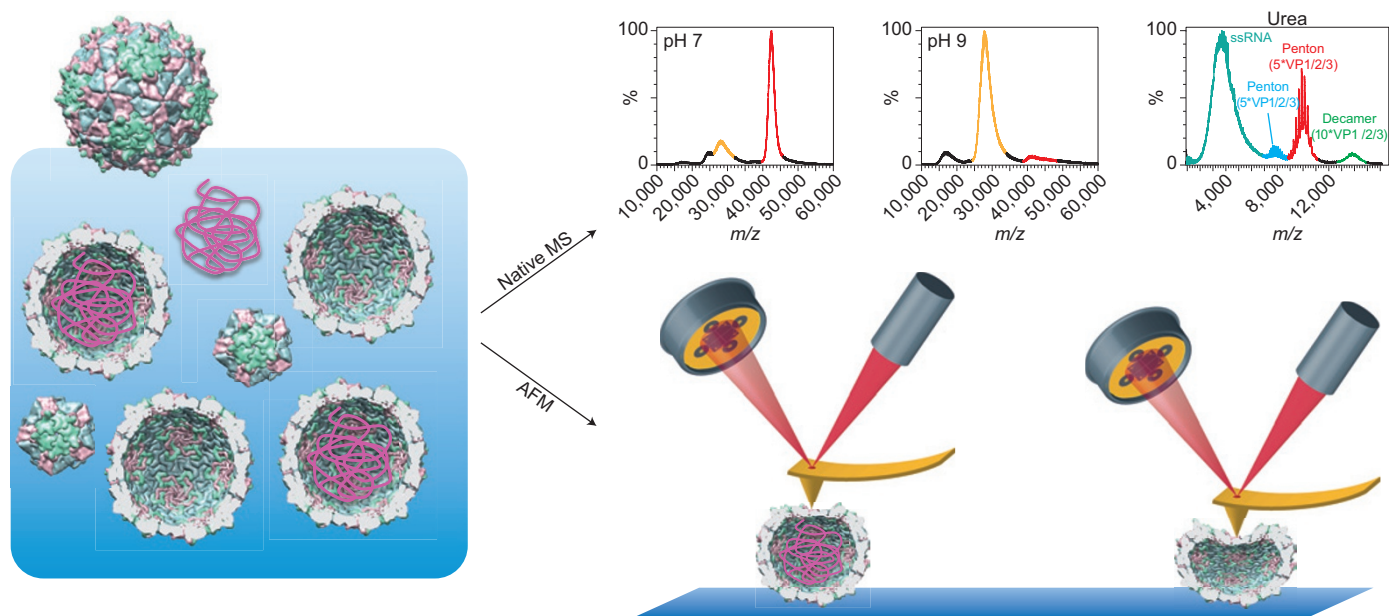 Native MS
AFM
100
%
0
pH 7
10,000
20,000
30,000
40,000
50,000
60,000
m/z
100
%
0
pH 9
10,000
20,000
30,000
40,000
50,000
60,000
m/z
Urea
100
%
0
ssRNA
Penton
(5*VP1/2/3)
Penton
(5*VP1/2/3)
Decamer
(10*VP1 /2/3)
4,000
8,000
12,000
m/z